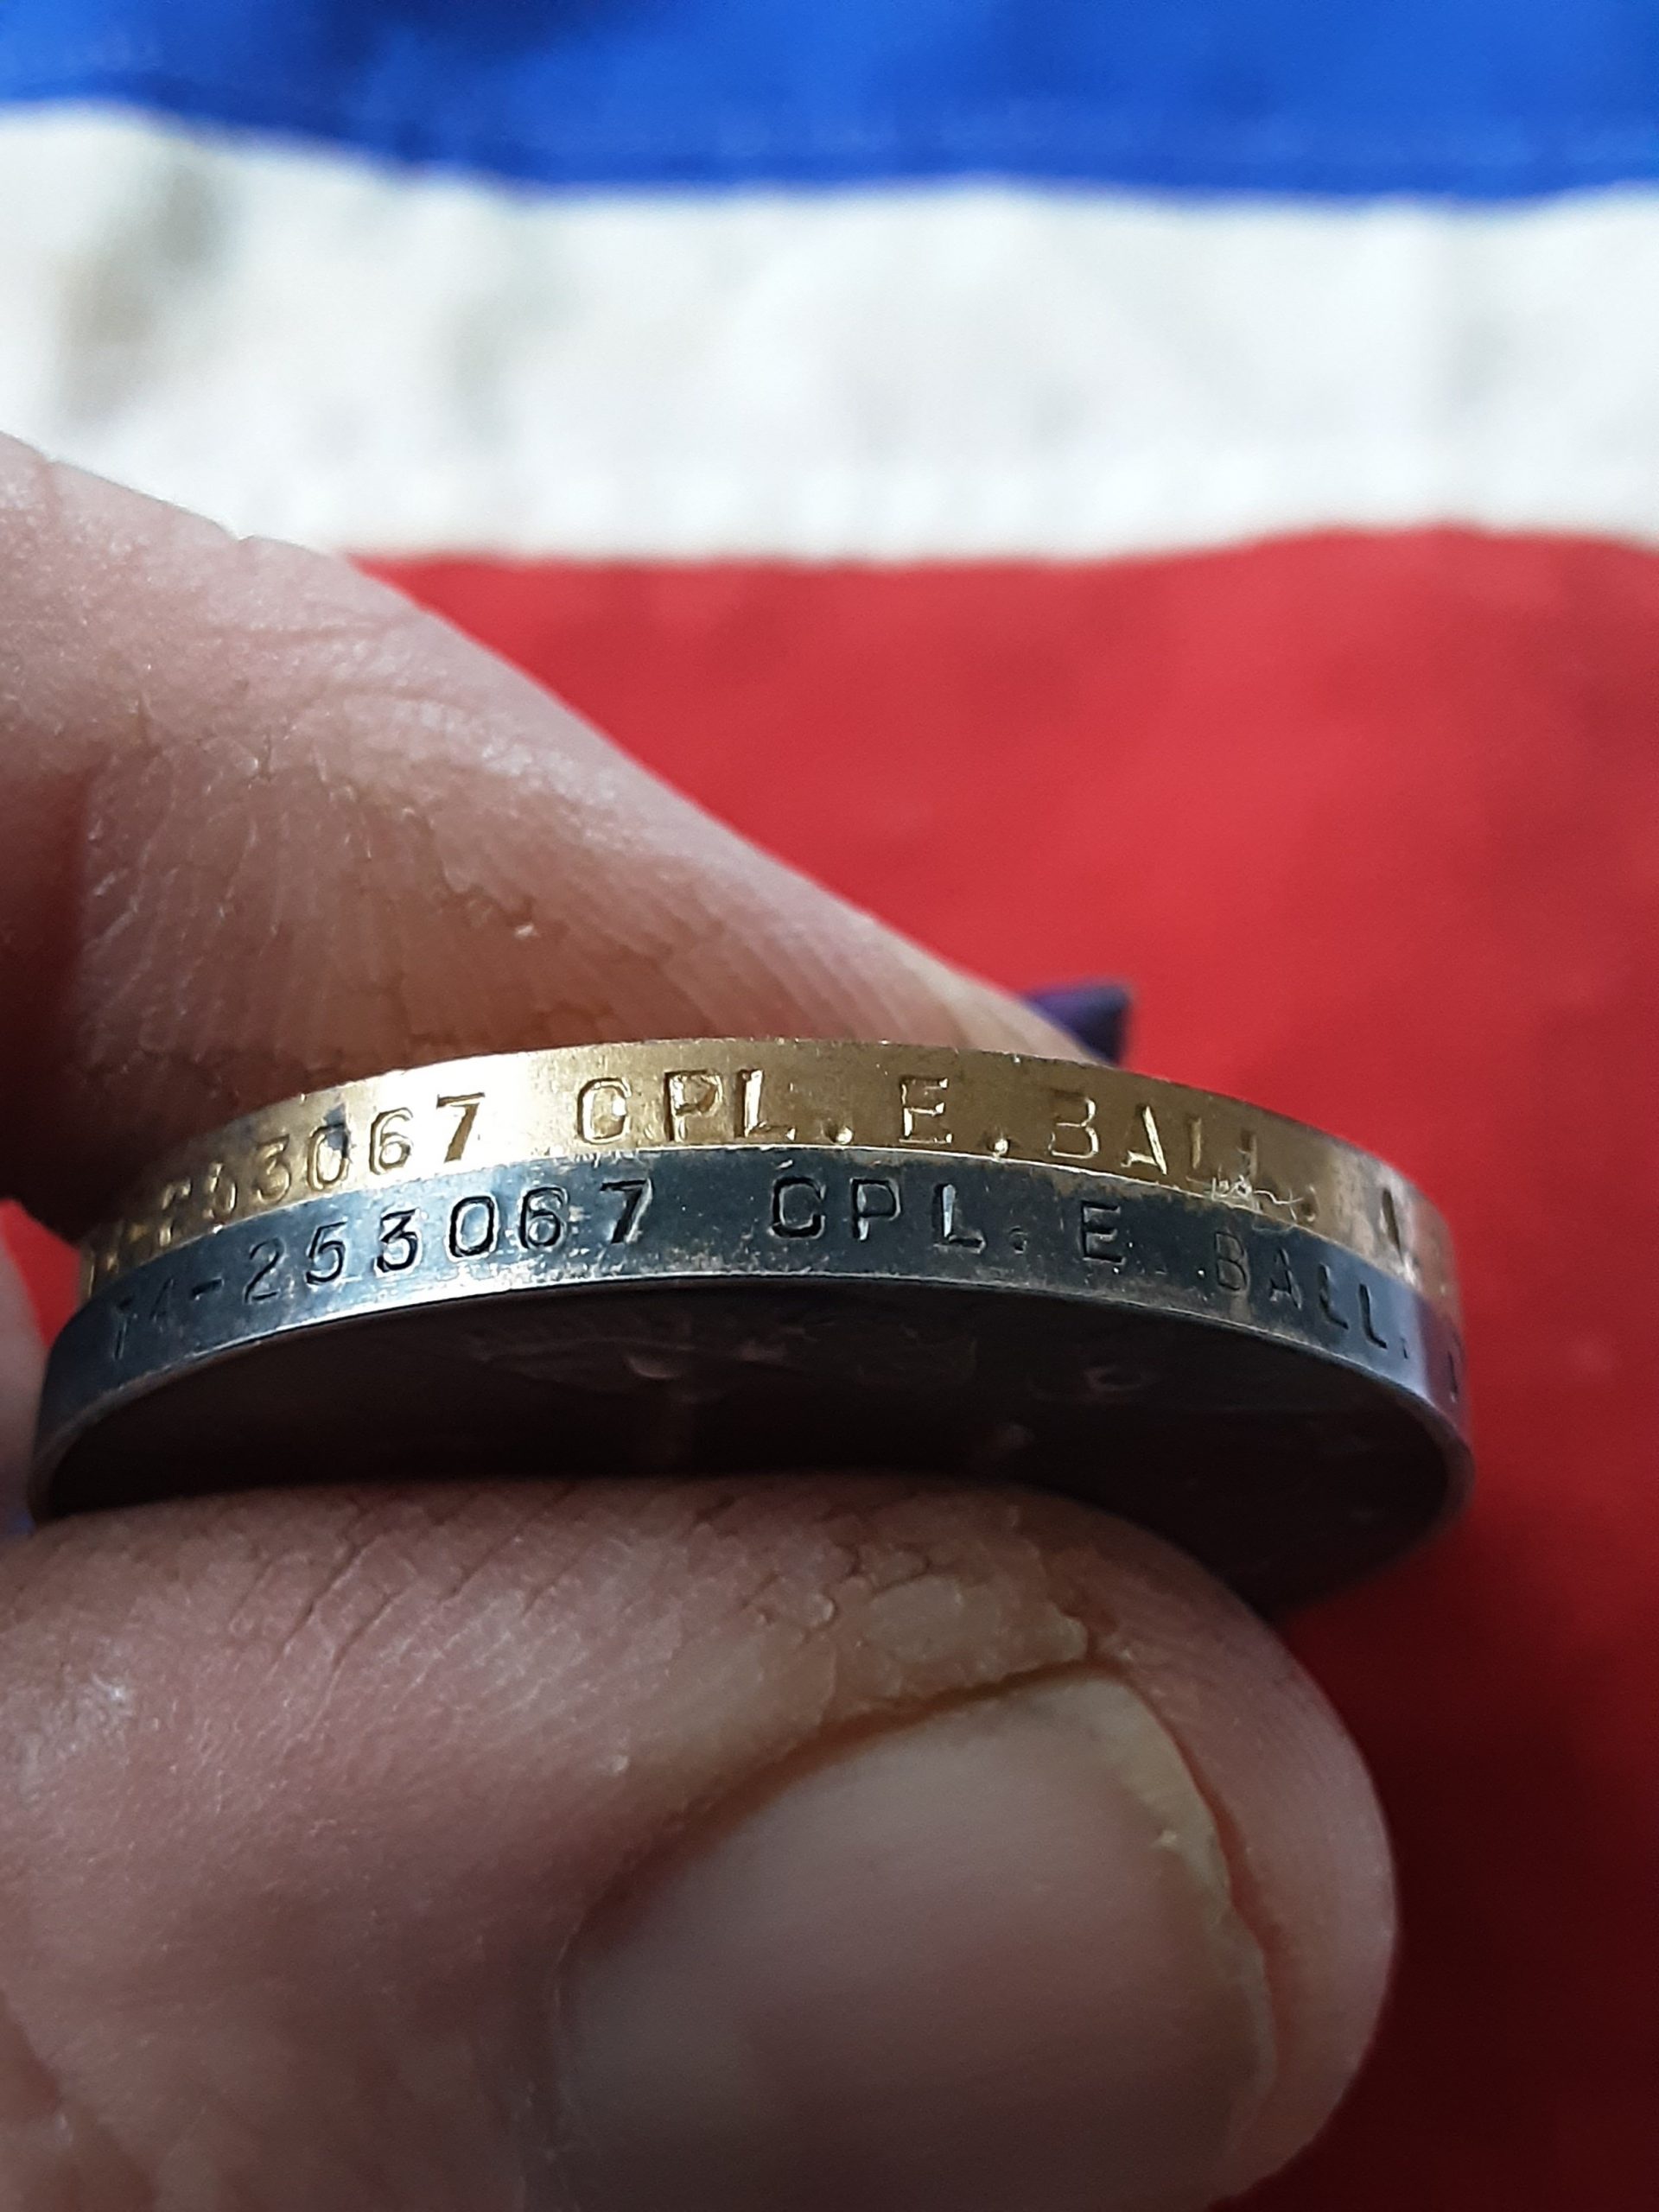 253067 CPL. E. BALL.
T4-253067 CPL. E. BALL.